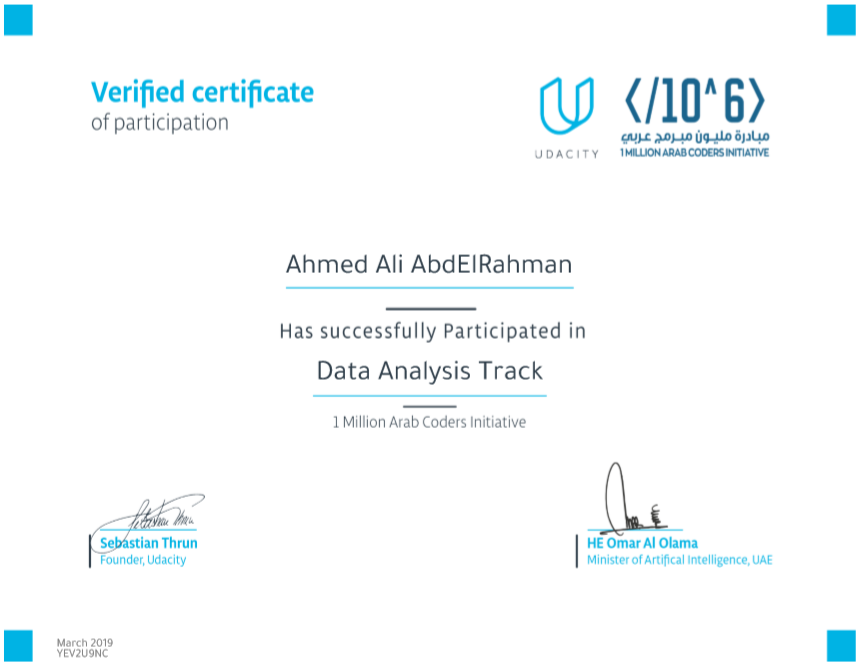 Verified certificate
of participation
UDACITY
</10^6>
مبادرة مليون مبرمج عربي
1 MILLION ARAB CODERS INITIATIVE
Ahmed Ali AbdElRahman
Has successfully Participated in
Data Analysis Track
1 Million Arab Coders Initiative
Sebastian Thrun
Sebastian Thrun
Founder, Udacity
HE Omar Al Olama
Minister of Artifical Intelligence, UAE
March 2019
YEV2U9NC